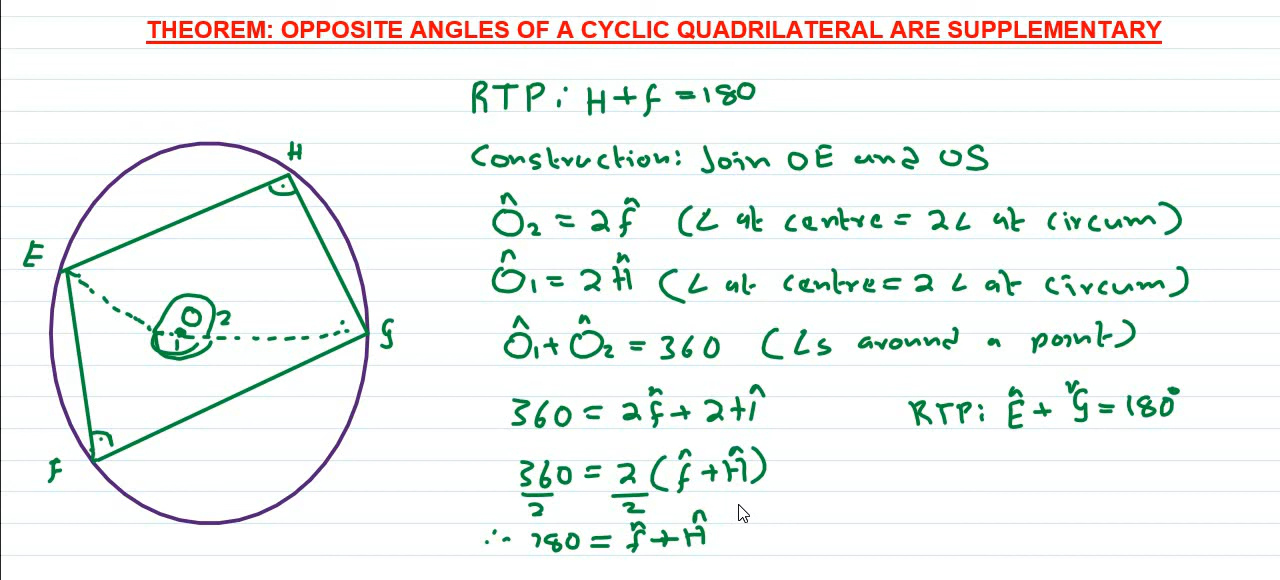 THEOREM: OPPOSITE ANGLES OF A CYCLIC QUADRILATERAL ARE SUPPLEMENTARY
RTP: H+f=180
Construction: Join OE and OS
Ô₂ = 2f̂ (∠ at centre = 2∠ at circum)
Ô₁ = 2Ĥ (∠ at centre = 2∠ at circum)
Ô₁ + Ô₂ = 360 (∠s around a point)
360 = 2f̂ + 2Ĥ
RTP: Ê + Ĝ = 180°
360/2 = 2/2 (f̂ + Ĥ)
∴ 180 = f̂ + Ĥ
H
E
O
2
1
G
F